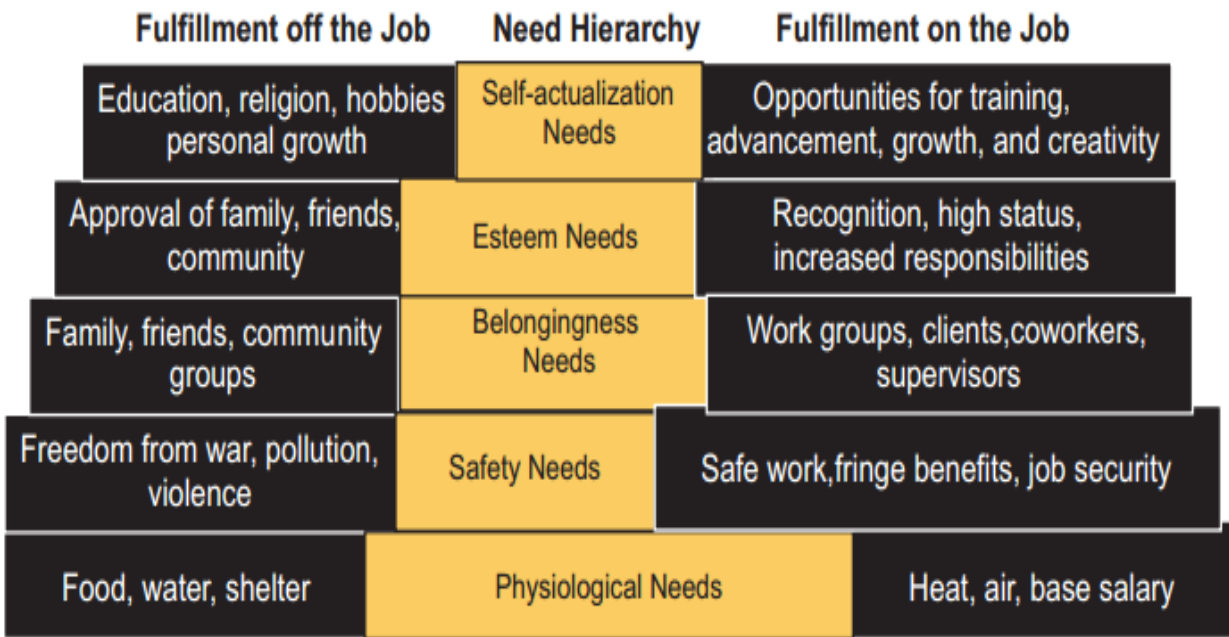 Fulfillment off the Job Need Hierarchy Fulfillment on the Job
Education, religion, hobbies
personal growth
Self-actualization
Needs
Opportunities for training,
advancement, growth, and creativity
Approval of family, friends,
community
Esteem Needs
Recognition, high status,
increased responsibilities
Family, friends, community
groups
Belongingness
Needs
Work groups, clients,coworkers,
supervisors
Freedom from war, pollution,
violence
Safety Needs
Safe work,fringe benefits, job security
Food, water, shelter
Physiological Needs
Heat, air, base salary